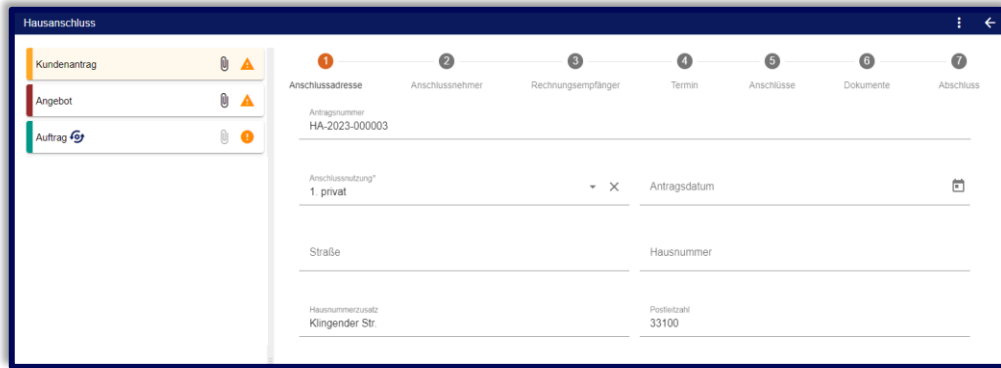 Hausanschluss
Kundenantrag
Angebot
Auftrag
1 2 3 4 5 6 7
Anschlussadresse Anschlussnehmer Rechnungsempfänger Termin Anschlüsse Dokumente Abschluss
Antragsnummer
HA-2023-000003
Anschlussnutzung*
1. privat
Antragsdatum
Straße
Hausnummer
Hausnummerzusatz
Klingender Str.
Postleitzahl
33100